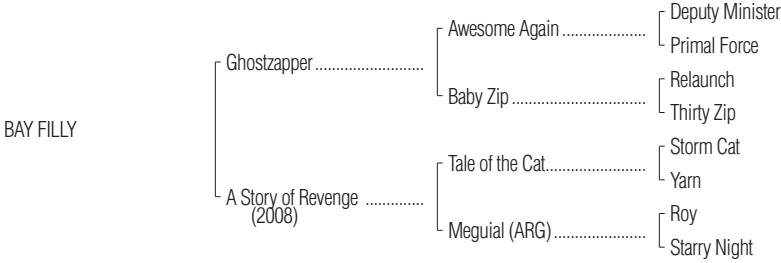 Deputy Minister
Awesome Again ....................
Primal Force
Ghostzapper ..........................
Relaunch
Baby Zip ................................
Thirty Zip
BAY FILLY
Storm Cat
Tale of the Cat........................
Yarn
A Story of Revenge ..............
(2008)
Roy
Meguial (ARG) ......................
Starry Night